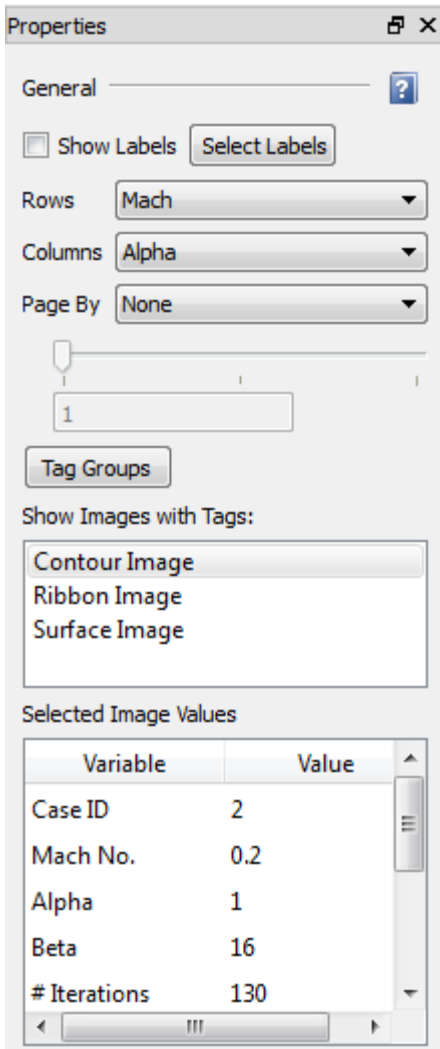 Properties
General ?
Show Labels Select Labels
Rows Mach
Columns Alpha
Page By None
1
Tag Groups
Show Images with Tags:
Contour Image
Ribbon Image
Surface Image
Selected Image Values
Variable Value
Case ID 2
Mach No. 0.2
Alpha 1
Beta 16
# Iterations 130